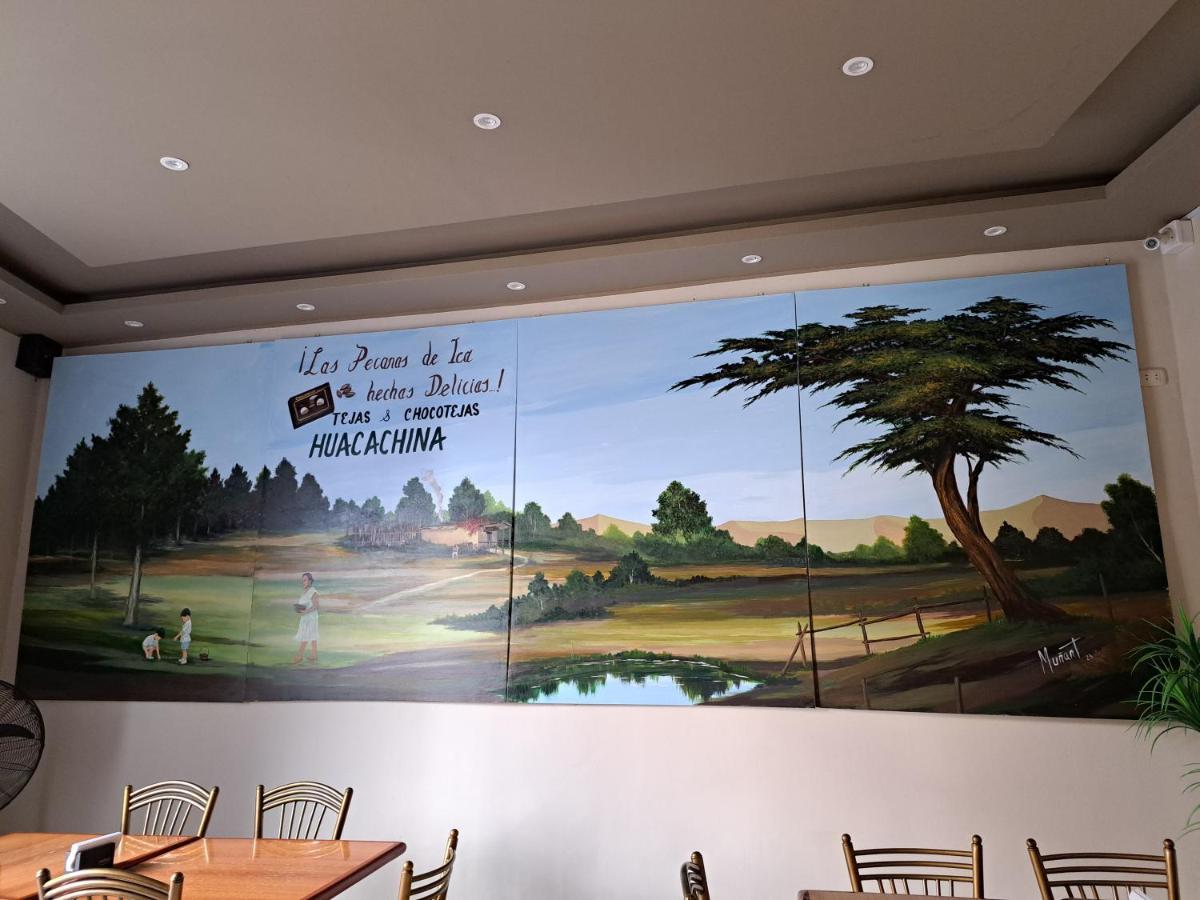 ¡Las Pecanas de Ica
hechas Delicias..!
TEJAS & CHOCOTEJAS
HUACACHINA
Muñant